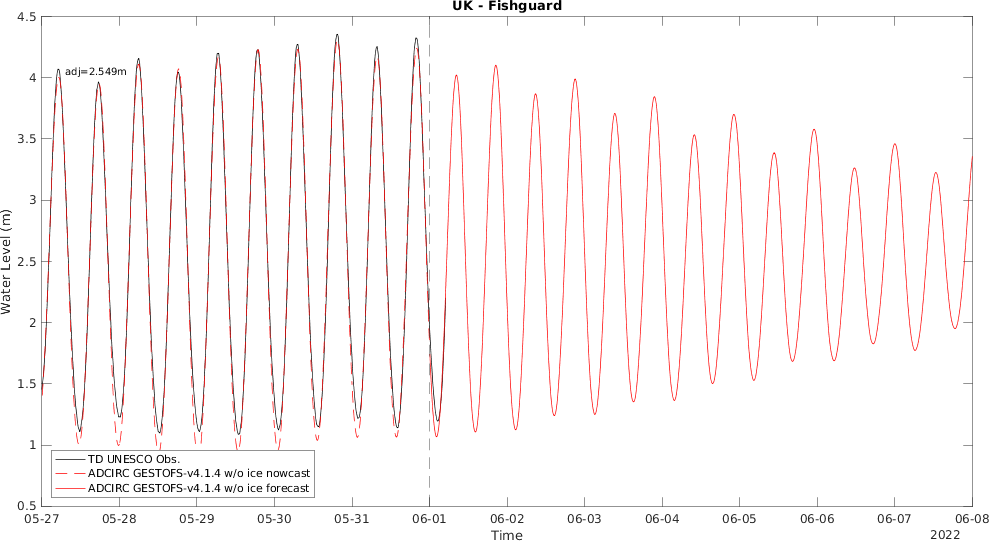 UK - Fishguard
4.5
4
3.5
3
2.5
2
1.5
1
0.5
Water Level (m)
adj=2.549m
TD UNESCO Obs.
ADCIRC GESTOFS-v4.1.4 w/o ice nowcast
ADCIRC GESTOFS-v4.1.4 w/o ice forecast
05-27 05-28 05-29 05-30 05-31 06-01 06-02 06-03 06-04 06-05 06-06 06-07 06-08
Time
2022